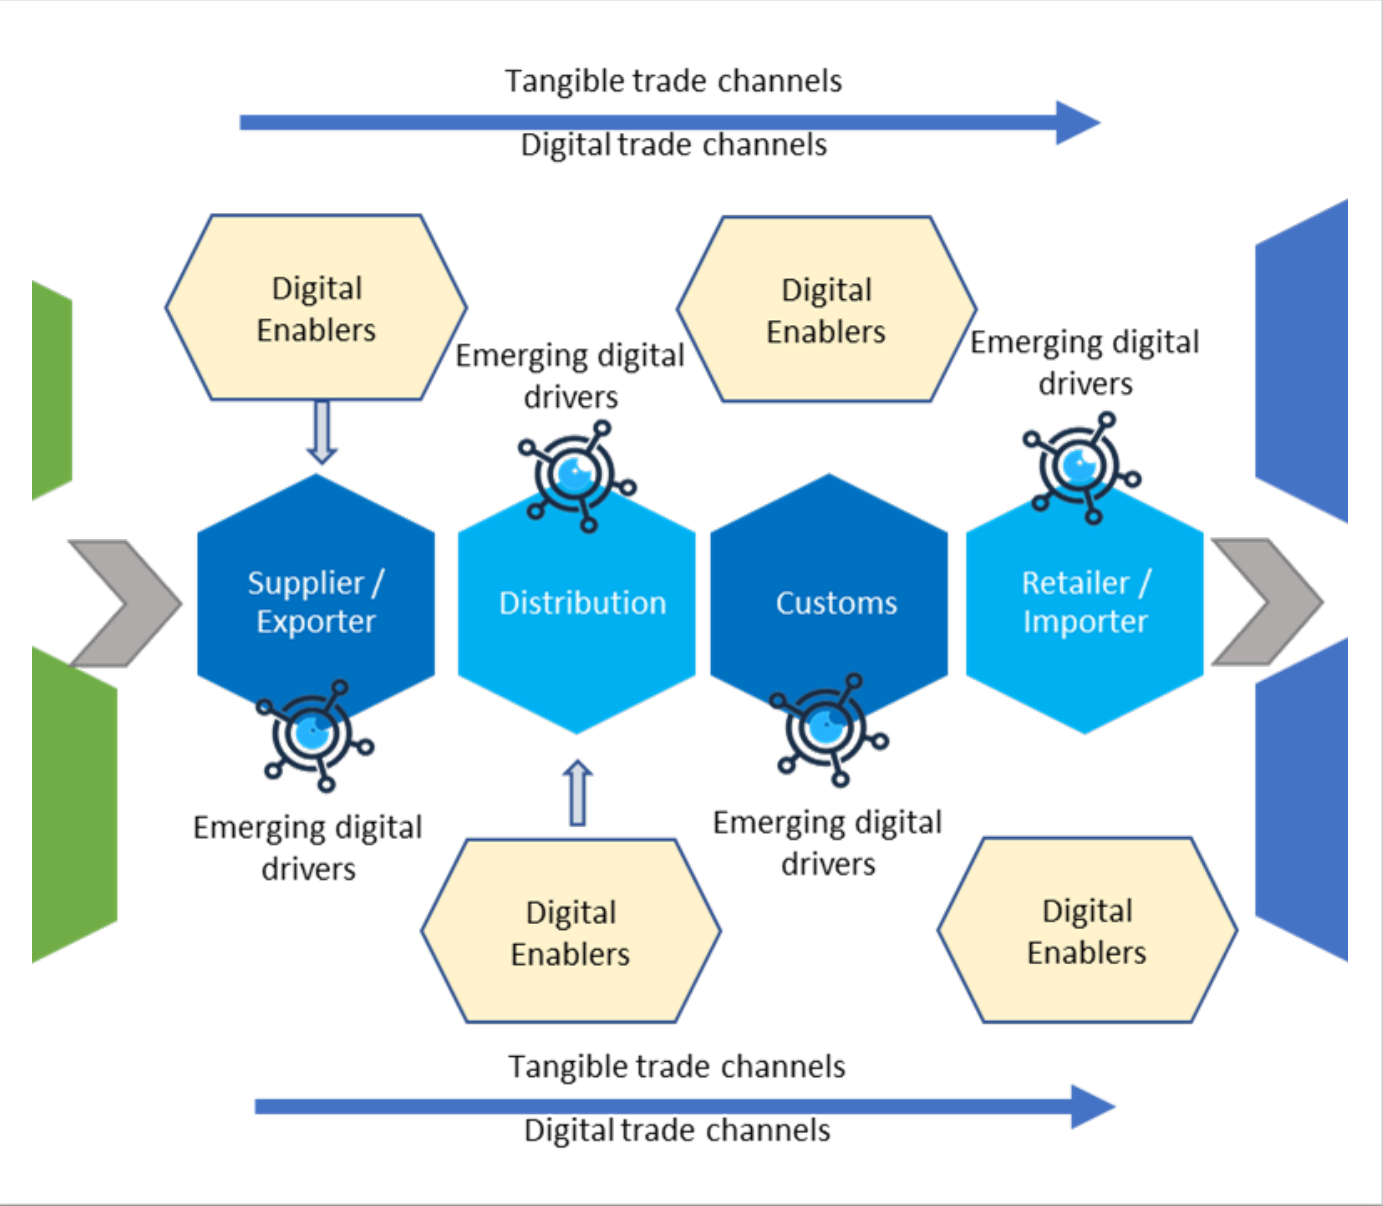 Tangible trade channels
Digital trade channels
Digital
Enablers
Digital
Enablers
Emerging digital
drivers
Emerging digital
drivers
Supplier /
Exporter
Distribution
Customs
Retailer /
Importer
Emerging digital
drivers
Emerging digital
drivers
Digital
Enablers
Digital
Enablers
Tangible trade channels
Digital trade channels